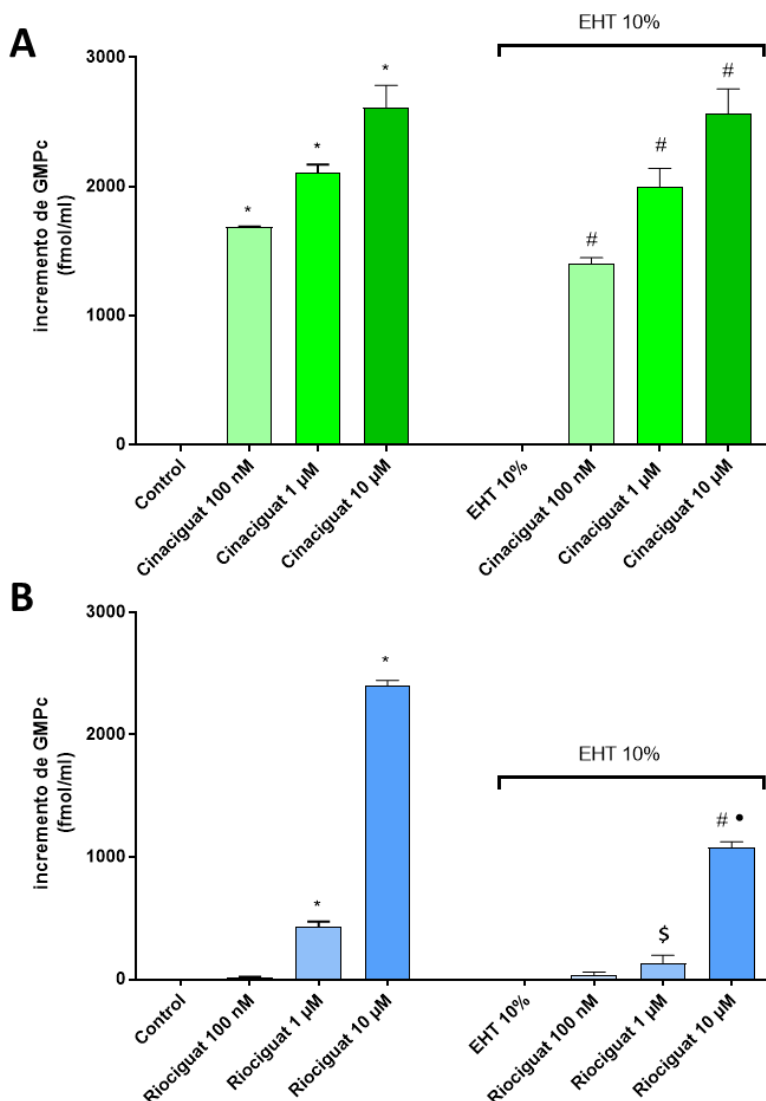 A
EHT 10%
incremento de GMPc
(fmol/ml)
3000
2000
1000
0
*
*
*
#
#
#
Control
Cinaciguat 100 nM
Cinaciguat 1 µM
Cinaciguat 10 µM
EHT 10%
Cinaciguat 100 nM
Cinaciguat 1 µM
Cinaciguat 10 µM
B
EHT 10%
incremento de GMPc
(fmol/ml)
3000
2000
1000
0
*
*
$
# •
Control
Riociguat 100 nM
Riociguat 1 µM
Riociguat 10 µM
EHT 10%
Riociguat 100 nM
Riociguat 1 µM
Riociguat 10 µM